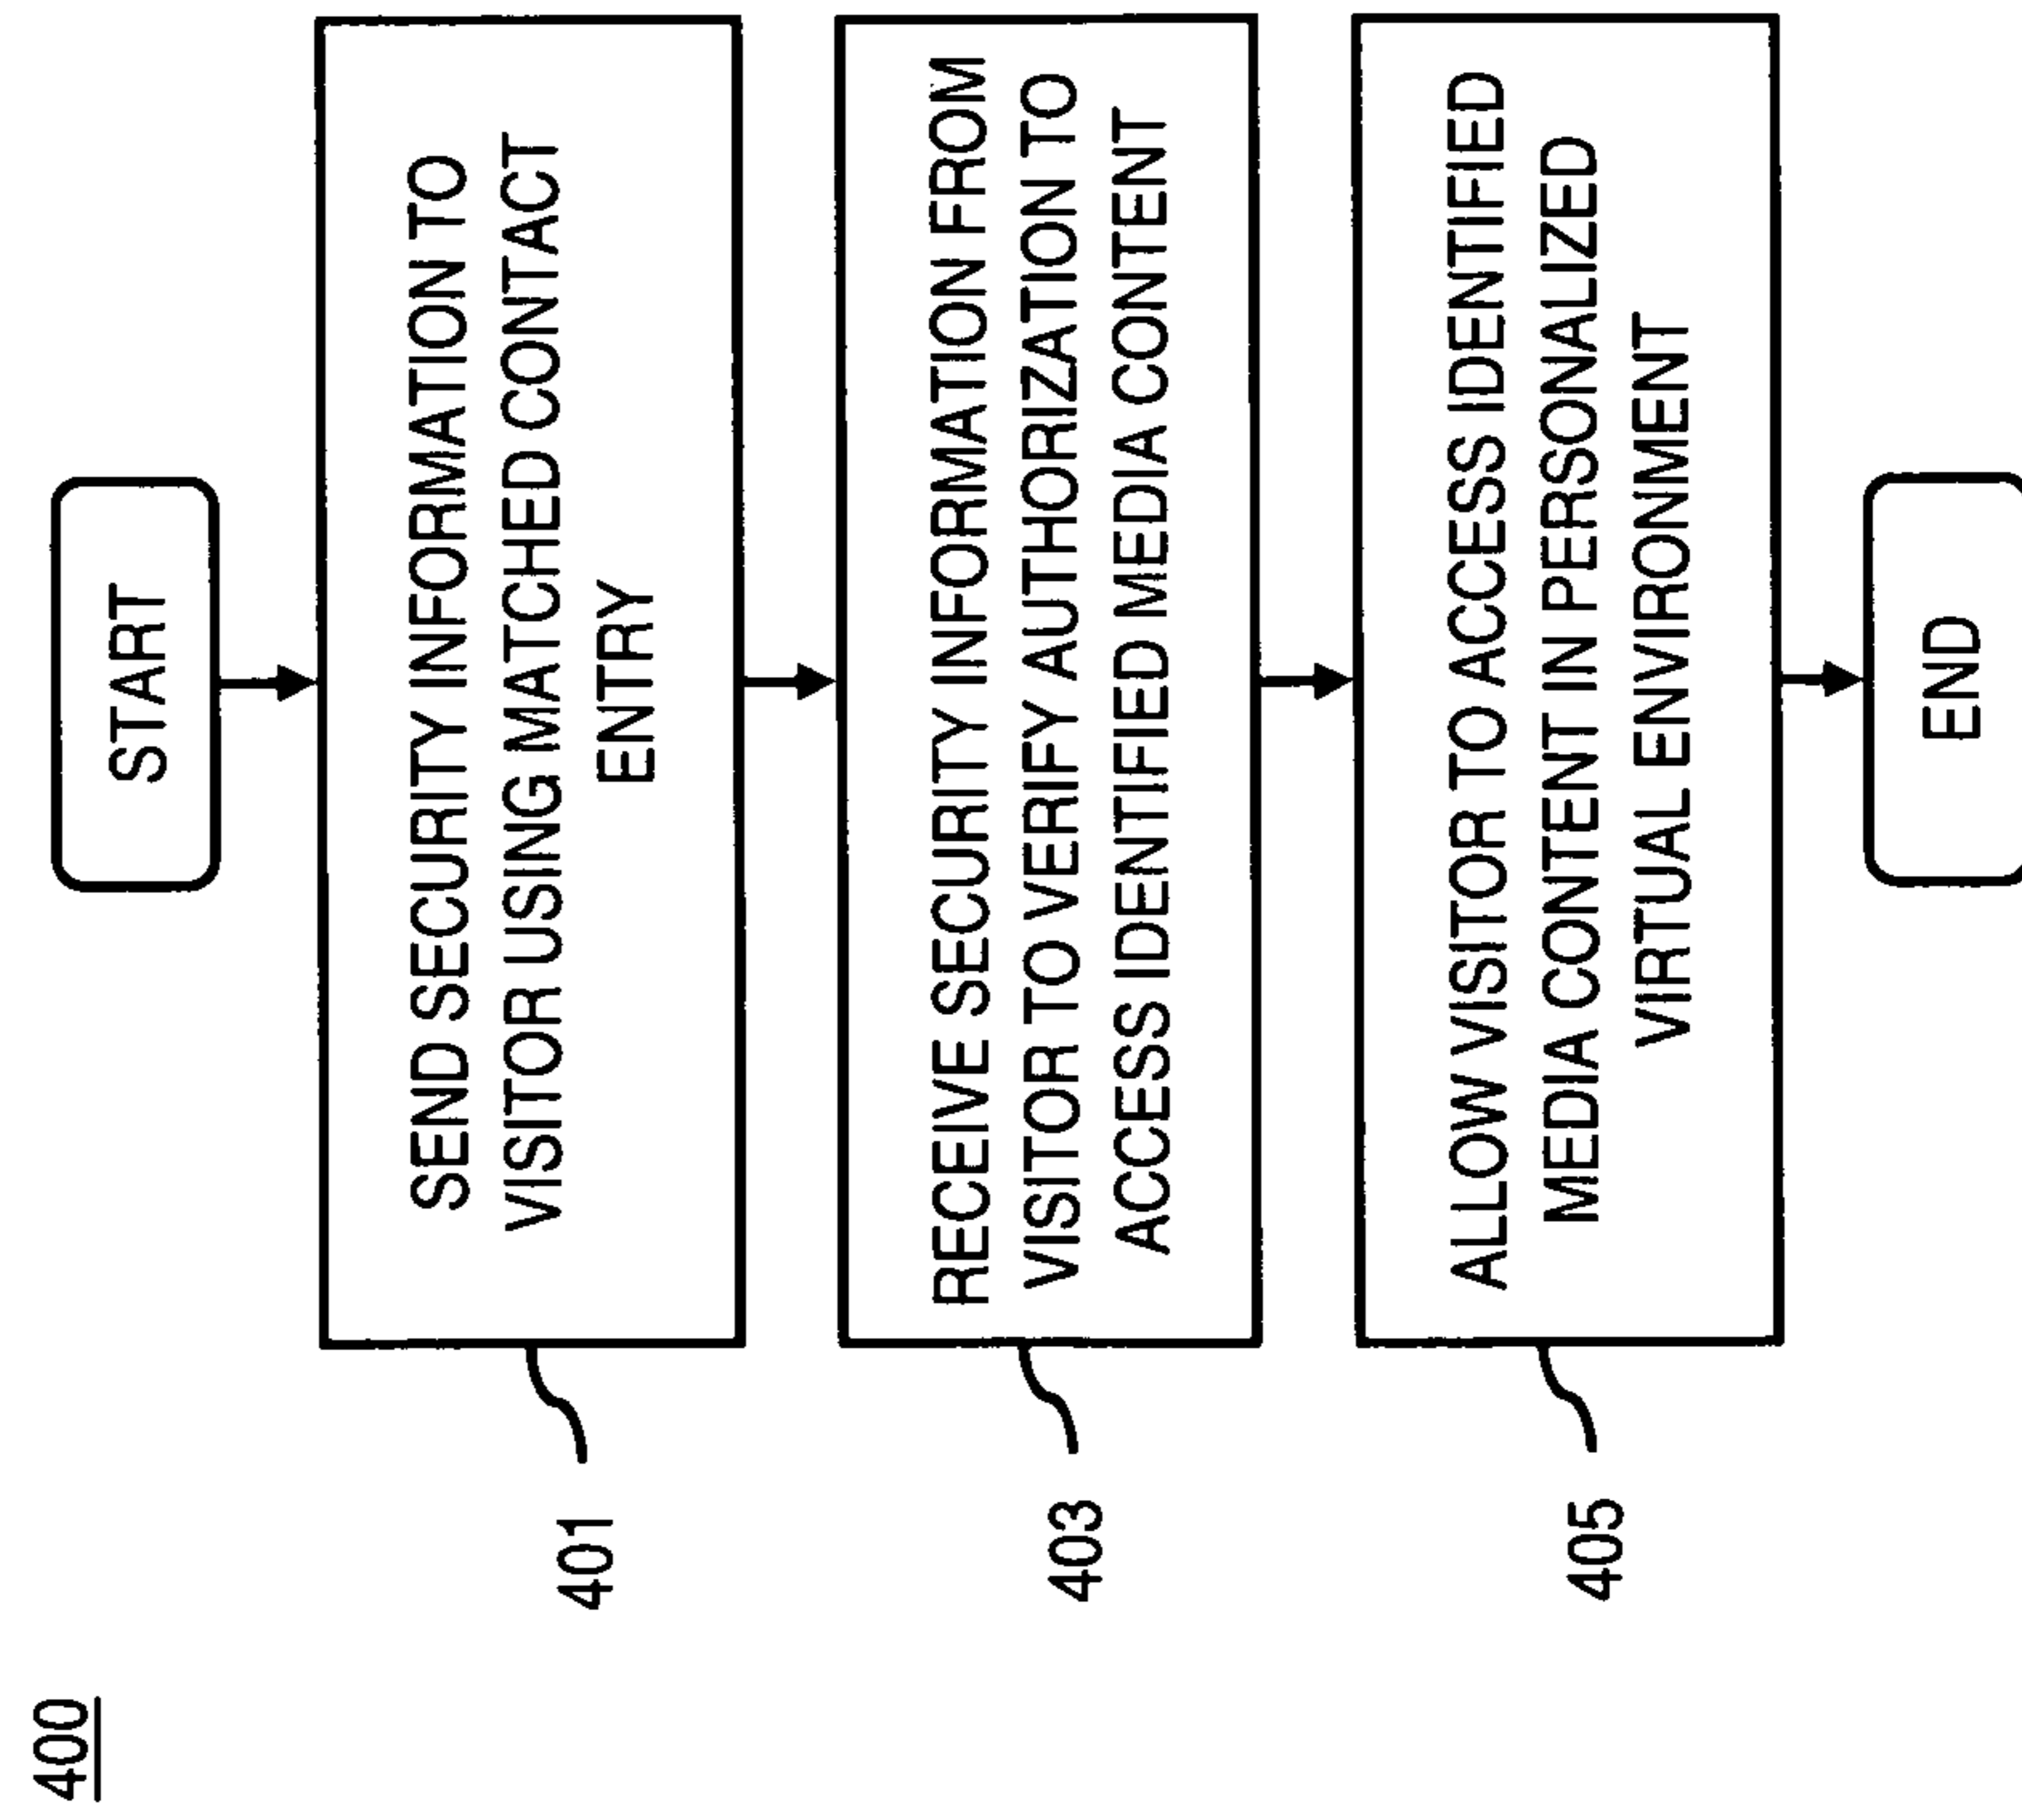 400
START
SEND SECURITY INFORMATION TO
VISITOR USING MATCHED CONTACT
ENTRY
401
RECEIVE SECURITY INFORMATION FROM
VISITOR TO VERIFY AUTHORIZATION TO
ACCESS IDENTIFIED MEDIA CONTENT
403
ALLOW VISITOR TO ACCESS IDENTIFIED
MEDIA CONTENT IN PERSONALIZED
VIRTUAL ENVIRONMENT
405
END